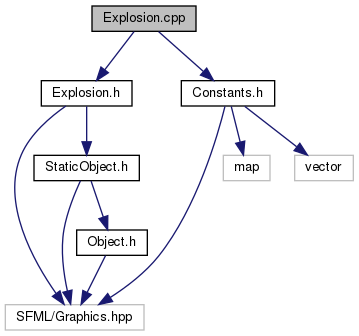 Explosion.cpp
Explosion.h
Constants.h
StaticObject.h
map
vector
Object.h
SFML/Graphics.hpp